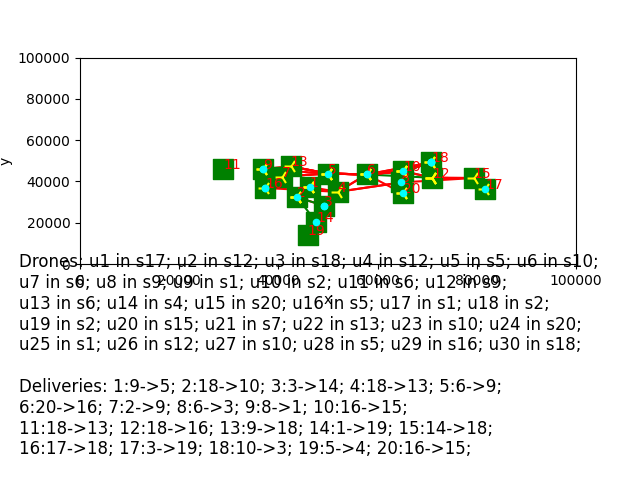 100000
80000
60000
40000
20000
0
y
11
Drones: u1 in s17; u2 in s12; u3 in s18; u4 in s12; u5 in s5; u6 in s10;
0 20000 40000 60000 80000 100000
x
u7 in s6; u8 in s9; u9 in s1; u10 in s2; u11 in s6; u12 in s9;
u13 in s6; u14 in s4; u15 in s20; u16 in s5; u17 in s1; u18 in s2;
u19 in s2; u20 in s15; u21 in s7; u22 in s13; u23 in s10; u24 in s20;
u25 in s1; u26 in s12; u27 in s10; u28 in s5; u29 in s16; u30 in s18;
Deliveries: 1:9->5; 2:18->10; 3:3->14; 4:18->13; 5:6->9;
6:20->16; 7:2->9; 8:6->3; 9:8->1; 10:16->15;
11:18->13; 12:18->16; 13:9->18; 14:1->19; 15:14->18;
16:17->18; 17:3->19; 18:10->3; 19:5->4; 20:16->15;